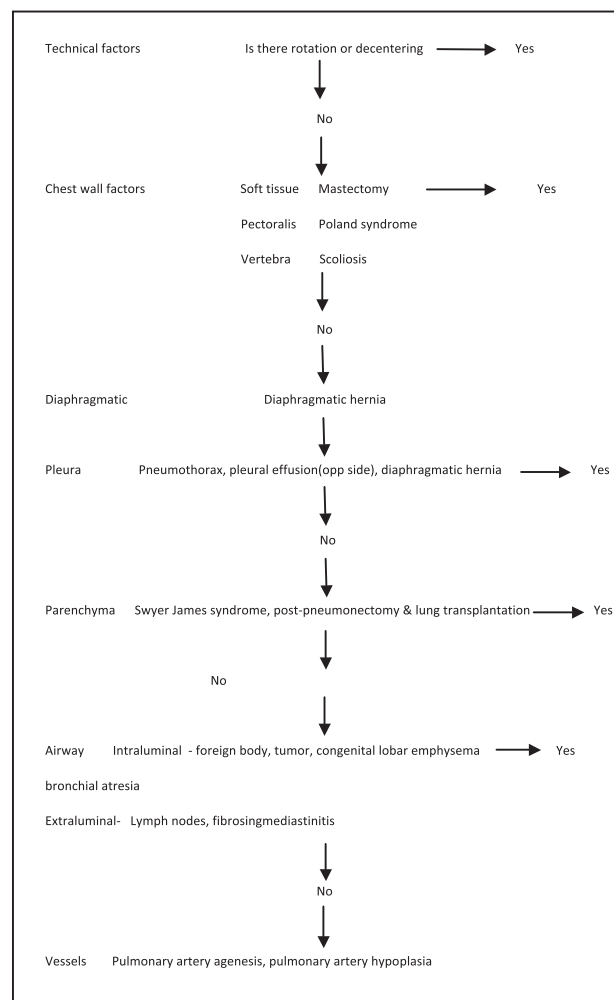 Technical factors Is there rotation or decentering Yes
No
Chest wall factors Soft tissue Mastectomy Yes
Pectoralis Poland syndrome
Vertebra Scoliosis
No
Diaphragmatic Diaphragmatic hernia
Pleura Pneumothorax, pleural effusion(opp side), diaphragmatic hernia Yes
No
Parenchyma Swyer James syndrome, post-pneumonectomy & lung transplantation Yes
No
Airway Intraluminal - foreign body, tumor, congenital lobar emphysema Yes
bronchial atresia
Extraluminal- Lymph nodes, fibrosingmediastinitis
No
Vessels Pulmonary artery agenesis, pulmonary artery hypoplasia